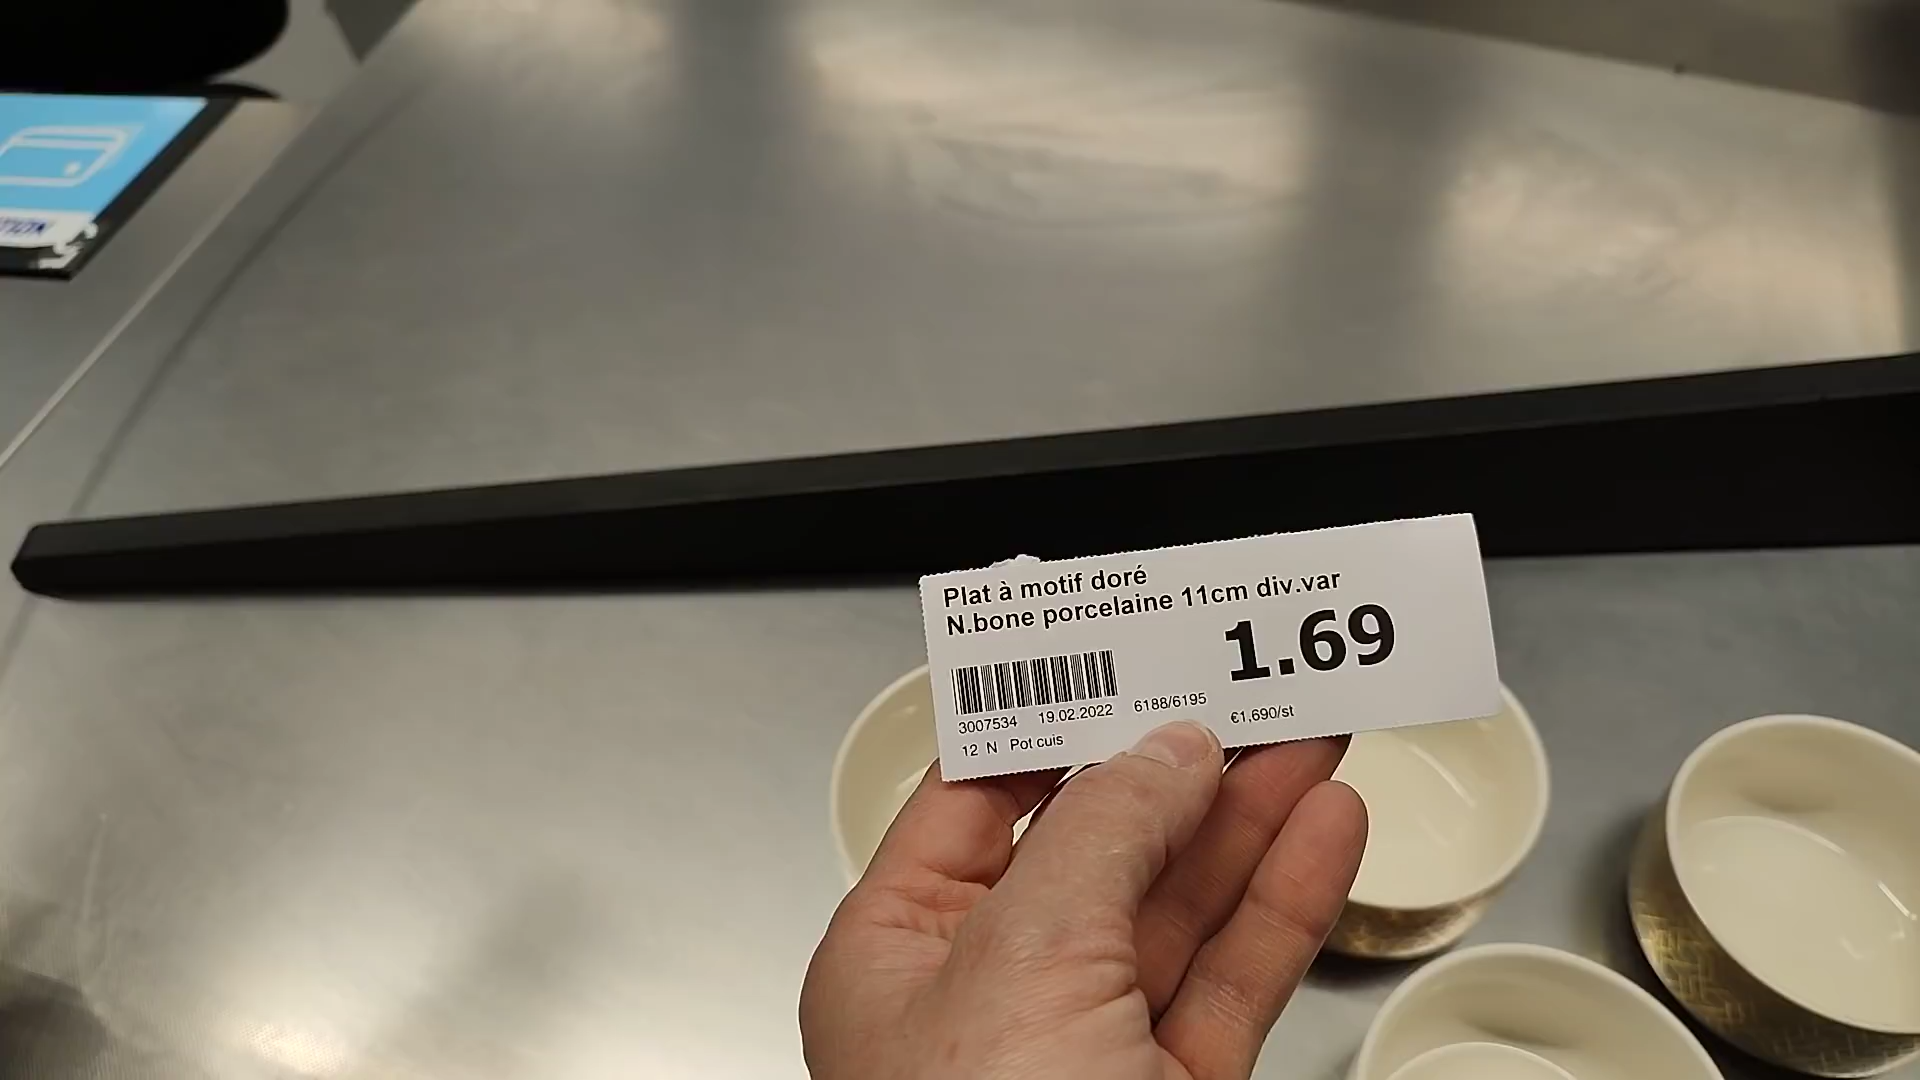 Plat à motif doré
N.bone porcelaine 11cm div.var
1.69
3007534 19.02.2022 6188/6195
€1,690/st
12 N Pot cuis